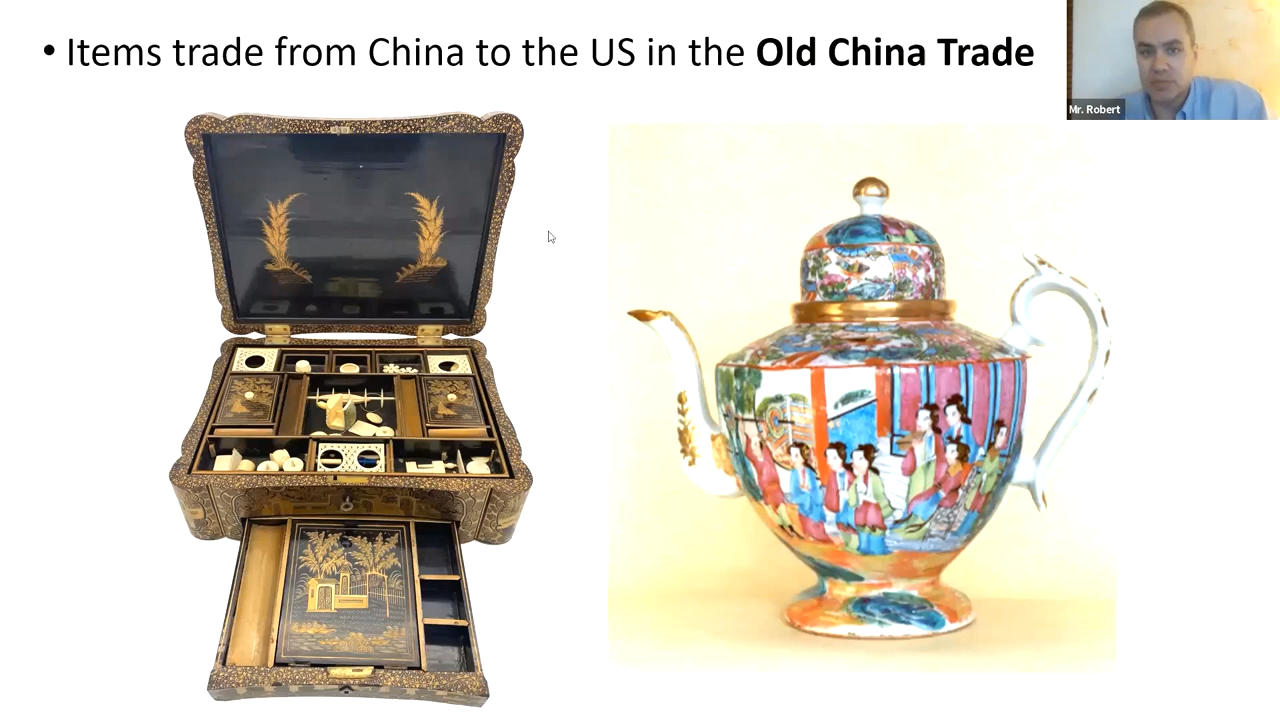 • Items trade from China to the US in the Old China Trade
Mr. Robert